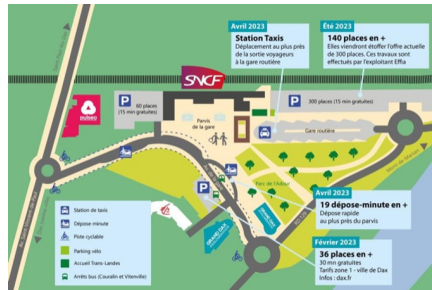 Avril 2023
Station Taxis
Déplacement au plus près
de la sortie voyageurs
à la gare routière
Été 2023
140 places en +
Elles viendront étoffer l'offre actuelle
de 300 places. Ces travaux sont
effectués par l'exploitant Effia
SNCF
P
60 places
(15 min gratuites)
P
300 places (15 min gratuites)
pulseo
Parvis
de la gare
Gare routière
Parc de l'Adour
P
Avril 2023
19 dépose-minute en +
Dépose rapide
au plus près du parvis
GRAND DAX
GRAND DAX
Février 2023
36 places en +
30 mn gratuites
Tarifs zone 1 - ville de Dax
Infos : dax.fr
Station de taxis
Dépose-minute
Piste cyclable
Parking vélo
Accueil Trans-Landes
Arrêts bus (Couralin et Vitenville)